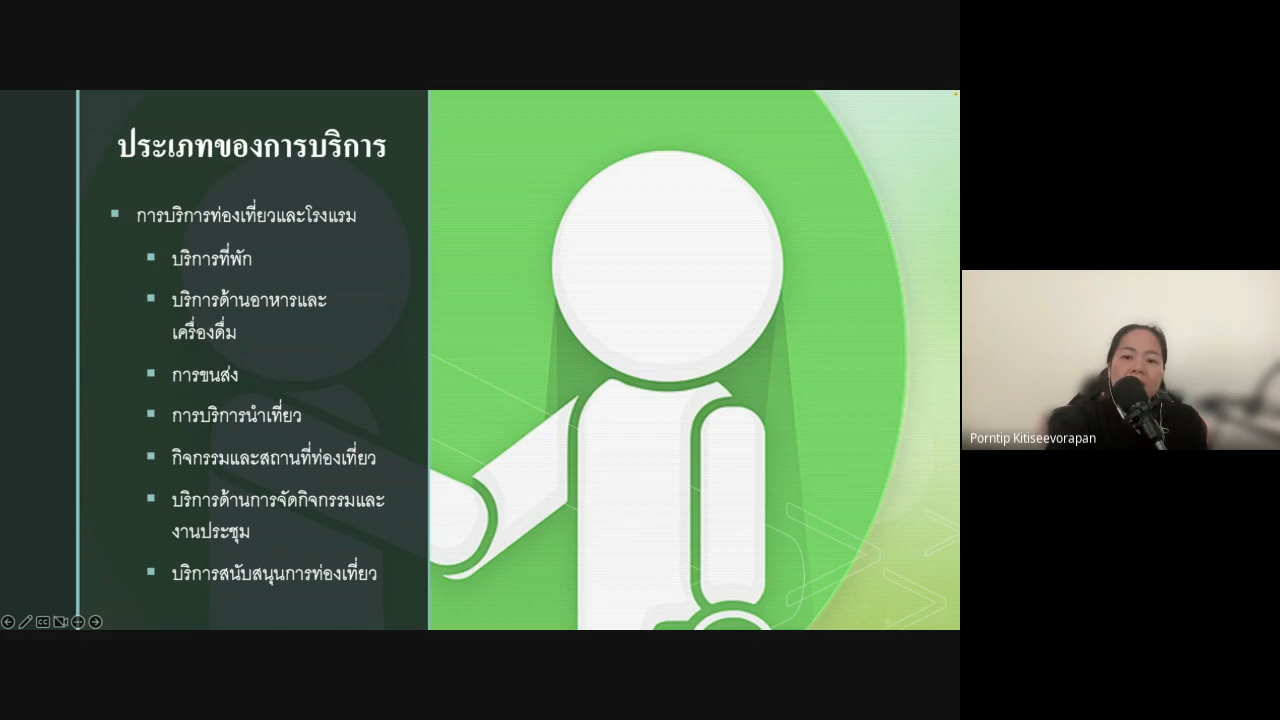 ประเภทของการบริการ
การบริการท่องเที่ยวและโรงแรม
บริการที่พัก
บริการด้านอาหารและ
เครื่องดื่ม
การขนส่ง
การบริการนำเที่ยว
กิจกรรมและสถานที่ท่องเที่ยว
บริการด้านการจัดกิจกรรมและ
งานประชุม
บริการสนับสนุนการท่องเที่ยว
Porntip Kitiseevorapan